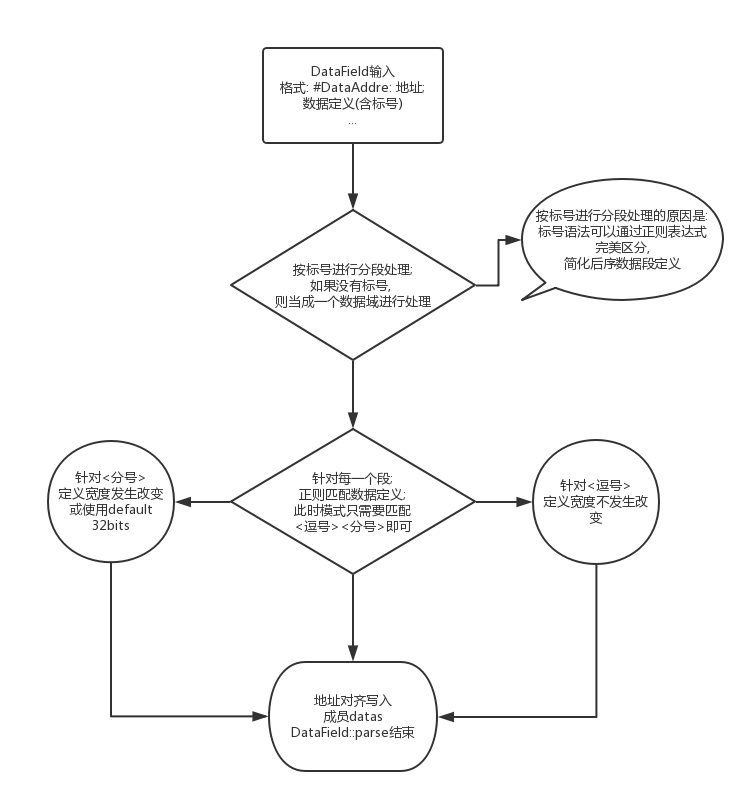 DataField输入
格式: #DataAddre: 地址;
数据定义(含标号)
...
按标号进行分段处理的原因是:
标号语法可以通过正则表达式
完美区分,
简化后序数据段定义
按标号进行分段处理;
如果没有标号,
则当成一个数据域进行处理
针对<分号>
定义宽度发生改变
或使用default
32bits
针对每一个段;
正则匹配数据定义;
此时模式只需要匹配
<逗号><分号>即可
针对<逗号>
定义宽度不发生改
变
地址对齐写入
成员datas
DataField::parse结束